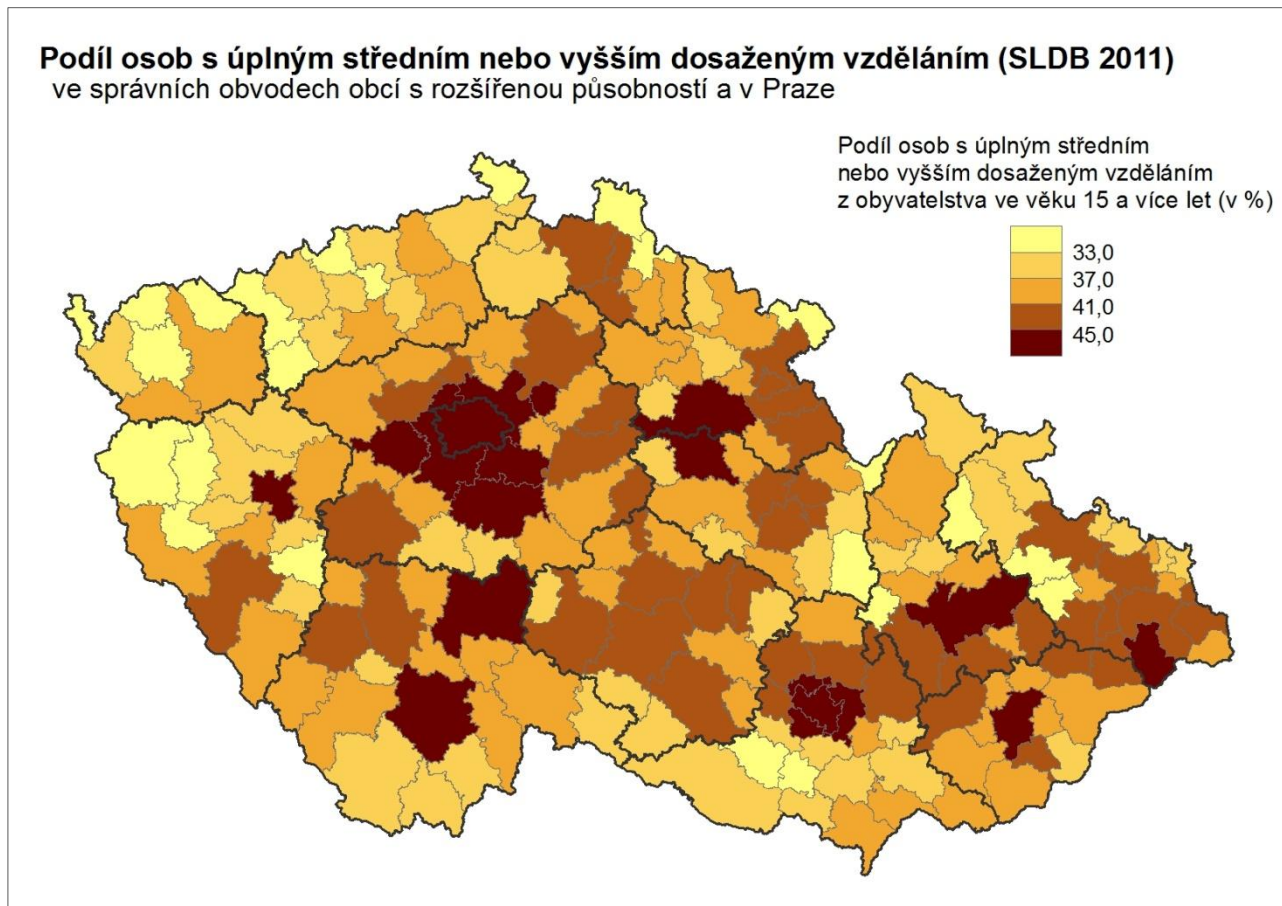 Podíl osob s úplným středním nebo vyšším dosaženým vzděláním (SLDB 2011)
ve správních obvodech obcí s rozšířenou působností a v Praze
Podíl osob s úplným středním
nebo vyšším dosaženým vzděláním
z obyvatelstva ve věku 15 a více let (v %)
33,0
37,0
41,0
45,0